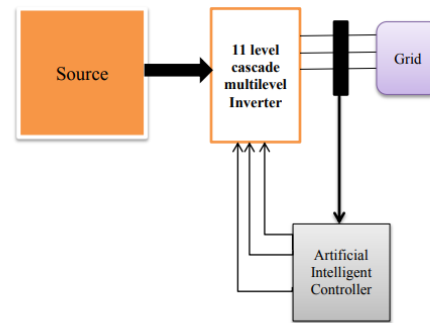 Source
11 level
cascade
multilevel
Inverter
Grid
Artificial
Intelligent
Controller